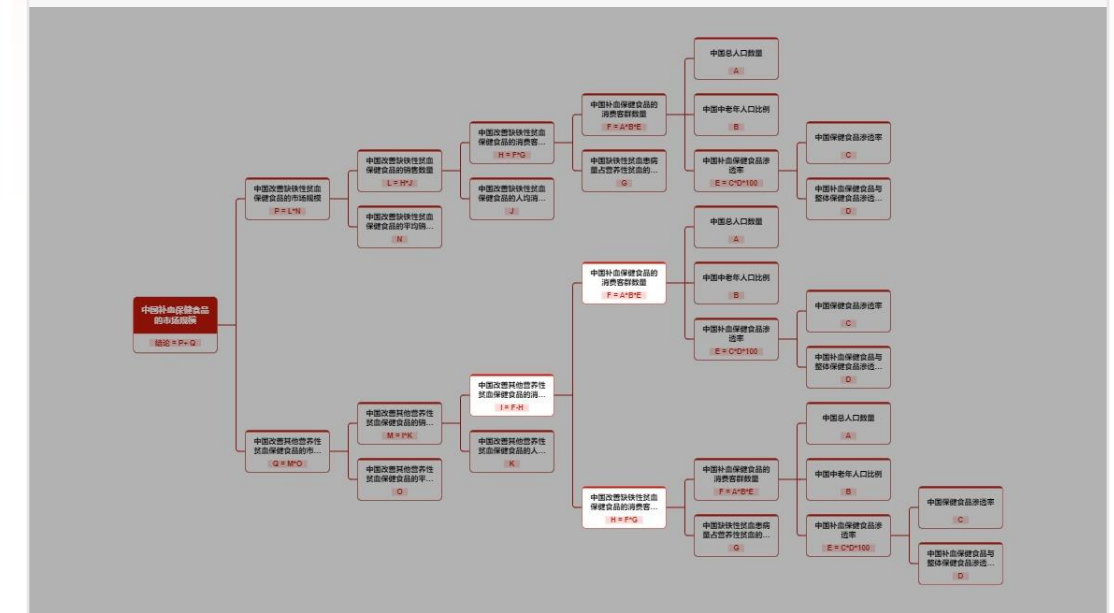 中国总人口数量
A
中国补血保健食品的
消费客群数量
F = A*B*E
中国中老年人口比例
B
中国改善缺铁性贫血
保健食品的消费客...
H = F*G
中国保健食品渗透率
C
中国改善缺铁性贫血
保健食品的销售数量
L = H*J
中国缺铁性贫血患病
量占营养性贫血的...
G
中国补血保健食品渗
透率
E = C*D*100
中国改善缺铁性贫血
保健食品的市场规模
P = L*N
中国改善缺铁性贫血
保健食品的人均消...
J
中国补血保健食品与
整体保健食品渗透...
D
中国改善缺铁性贫血
保健食品的平均销...
N
中国总人口数量
A
中国补血保健食品的
消费客群数量
F = A*B*E
中国中老年人口比例
B
中国补血保健食品
的市场规模
结论 = P+ Q
中国保健食品渗透率
C
中国补血保健食品渗
透率
E = C*D*100
中国补血保健食品与
整体保健食品渗透...
D
中国改善其他营养性
贫血保健食品的消...
I = F-H
中国改善其他营养性
贫血保健食品的销...
M = I*K
中国总人口数量
A
中国改善其他营养性
贫血保健食品的市...
Q = M*O
中国改善其他营养性
贫血保健食品的人...
K
中国补血保健食品的
消费客群数量
F = A*B*E
中国中老年人口比例
B
中国改善其他营养性
贫血保健食品的平...
O
中国改善缺铁性贫血
保健食品的消费客...
H = F*G
中国保健食品渗透率
C
中国缺铁性贫血患病
量占营养性贫血的...
G
中国补血保健食品渗
透率
E = C*D*100
中国补血保健食品与
整体保健食品渗透...
D